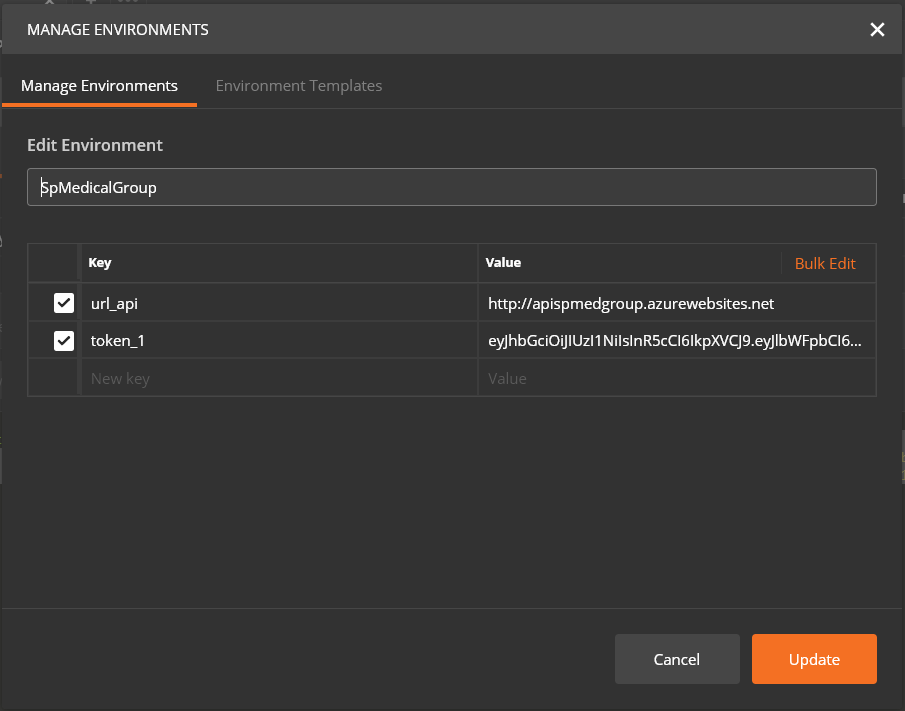 MANAGE ENVIRONMENTS
Manage Environments Environment Templates
Edit Environment
SpMedicalGroup
Key Value Bulk Edit
url_api http://apispmedgroup.azurewebsites.net
token_1 eyJhbGciOiJIUzI1NiIsInR5cCI6IkpXVCJ9.eyJlbWFpbCI6...
New key Value
Cancel Update